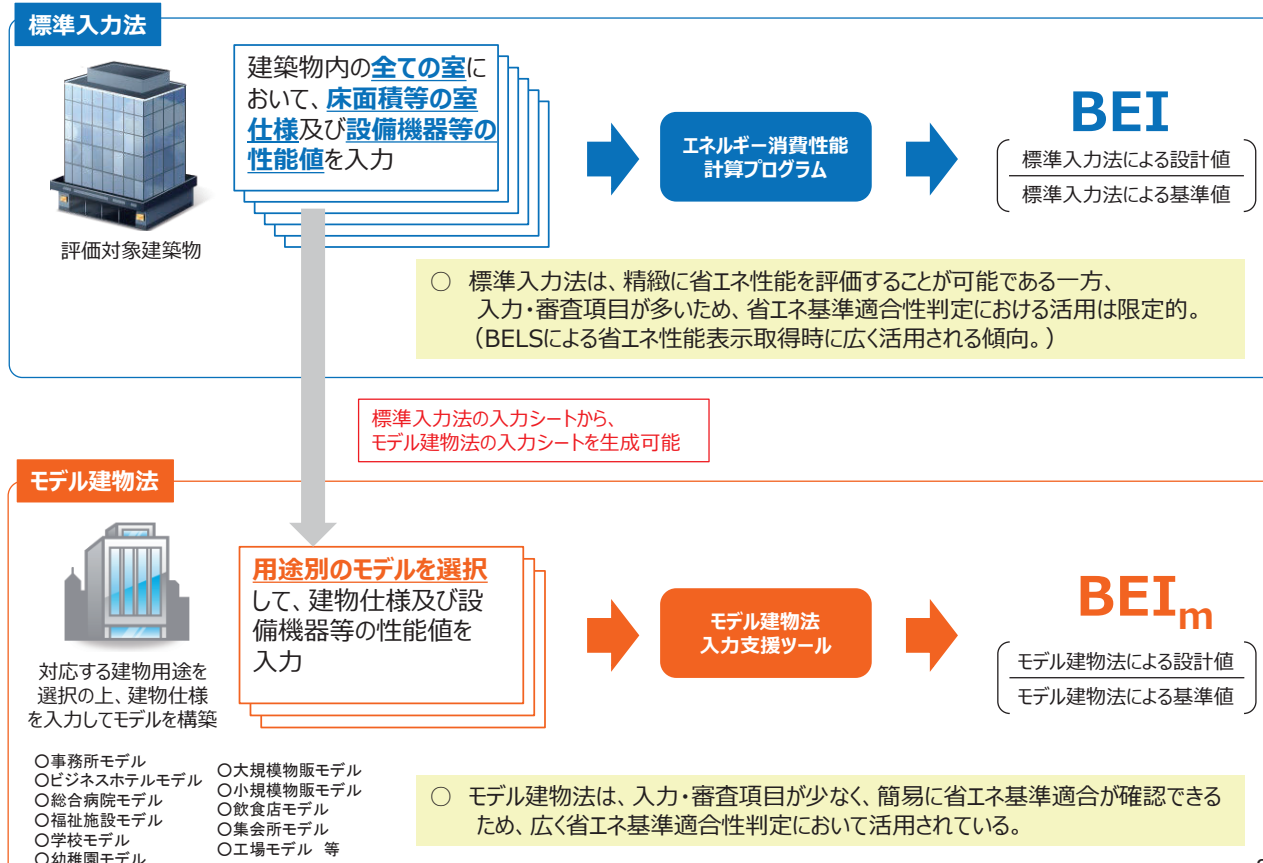 標準入力法
建築物内の全ての室に
おいて、床面積等の室
仕様及び設備機器等の
性能値を入力
評価対象建築物
エネルギー消費性能
計算プログラム
BEI
標準入力法による設計値
標準入力法による基準値
○ 標準入力法は、精緻に省エネ性能を評価することが可能である一方、
入力・審査項目が多いため、省エネ基準適合性判定における活用は限定的。
（BELSによる省エネ性能表示取得時に広く活用される傾向。）
標準入力法の入力シートから、
モデル建物法の入力シートを生成可能
モデル建物法
対応する建物用途を
選択の上、建物仕様
を入力してモデルを構築
用途別のモデルを選択
して、建物仕様及び設
備機器等の性能値を
入力
モデル建物法
入力支援ツール
BEIm
モデル建物法による設計値
モデル建物法による基準値
○事務所モデル
○ビジネスホテルモデル
○総合病院モデル
○福祉施設モデル
○学校モデル
○幼稚園モデル
○大規模物販モデル
○小規模物販モデル
○飲食店モデル
○集会所モデル
○工場モデル 等
○ モデル建物法は、入力・審査項目が少なく、簡易に省エネ基準適合が確認できる
ため、広く省エネ基準適合性判定において活用されている。